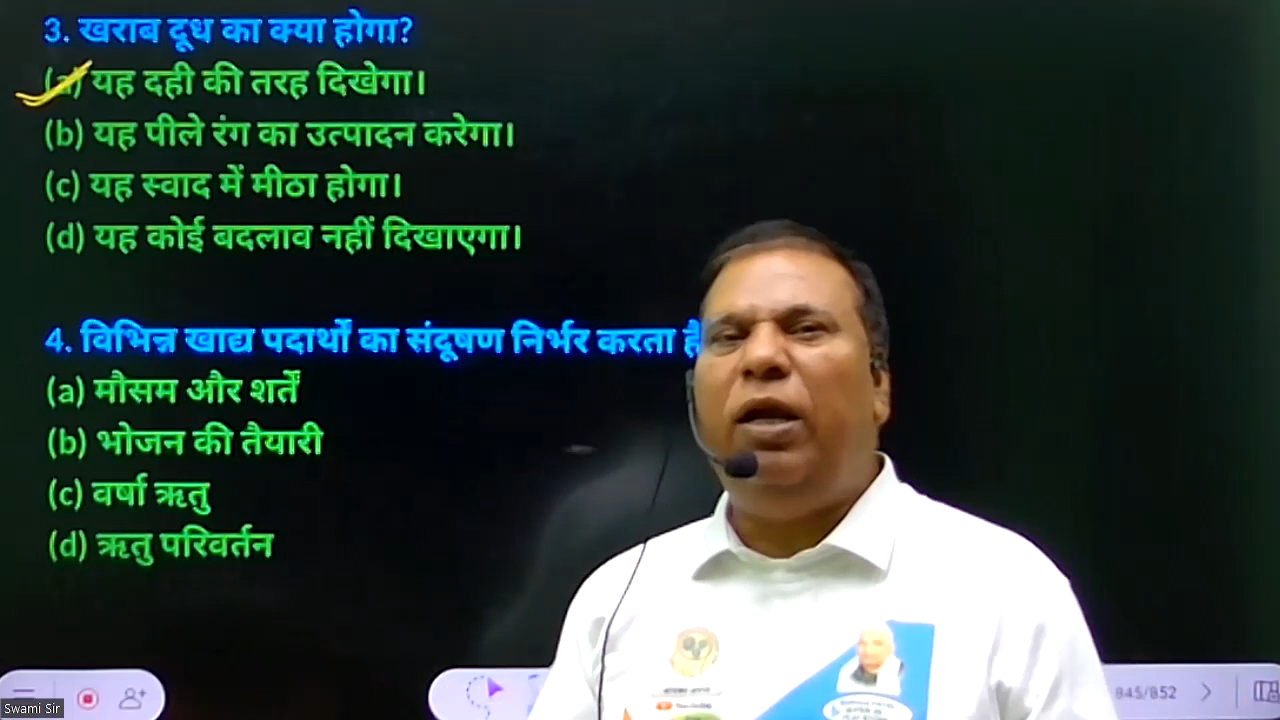 3. खराब दूध का क्या होगा?
(a) यह दही की तरह दिखेगा।
(b) यह पीले रंग का उत्पादन करेगा।
(c) यह स्वाद में मीठा होगा।
(d) यह कोई बदलाव नहीं दिखाएगा।
4. विभिन्न खाद्य पदार्थों का संदूषण निर्भर करता है
(a) मौसम और शर्तें
(b) भोजन की तैयारी
(c) वर्षा ऋतु
(d) ऋतु परिवर्तन
845/852
Swami Sir